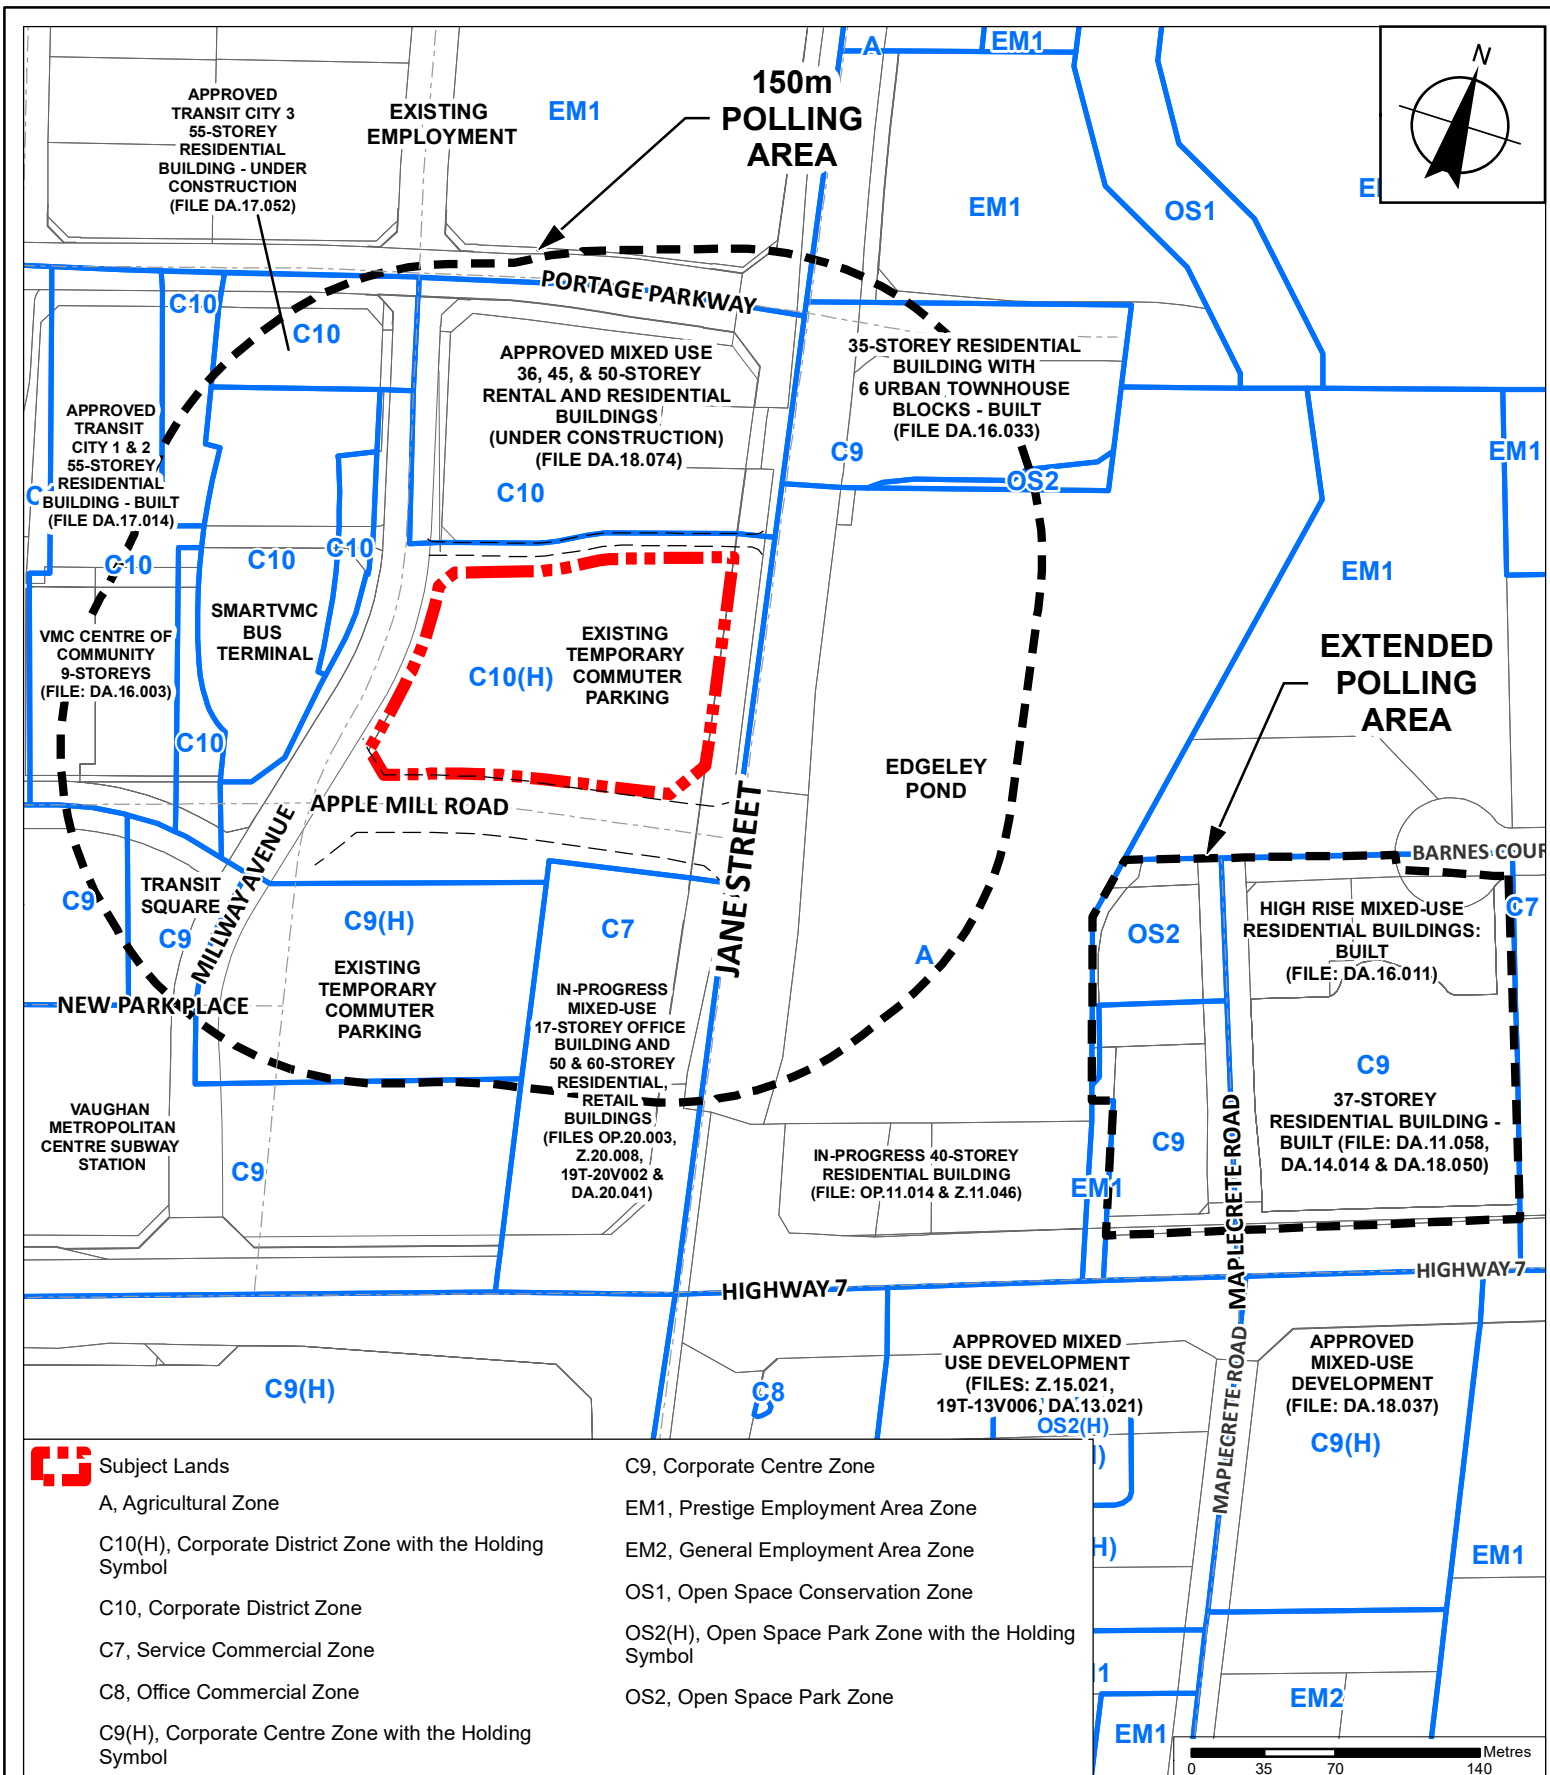 A
EM1
N
150m
POLLING
AREA
APPROVED
TRANSIT CITY 3
55-STOREY
RESIDENTIAL
BUILDING - UNDER
CONSTRUCTION
(FILE DA.17.052)
EXISTING
EMPLOYMENT
EM1
EM1
OS1
PORTAGE PARKWAY
C10
C10
APPROVED MIXED USE
36, 45, & 50-STOREY
RENTAL AND RESIDENTIAL
BUILDINGS
(UNDER CONSTRUCTION)
(FILE DA.18.074)
C10
35-STOREY RESIDENTIAL
BUILDING WITH
6 URBAN TOWNHOUSE
BLOCKS - BUILT
(FILE DA.16.033)
C9
OS2
EM1
APPROVED
TRANSIT
CITY 1 & 2
55-STOREY
RESIDENTIAL
BUILDING - BUILT
(FILE DA.17.014)
C10
C10
C10
EM1
SMARTVMC
BUS
TERMINAL
VMC CENTRE OF
COMMUNITY
9-STOREYS
(FILE: DA.16.003)
C10
C10(H)
EXISTING
TEMPORARY
COMMUTER
PARKING
EXTENDED
POLLING
AREA
EDGELEY
POND
APPLE MILL ROAD
MILLWAY AVENUE
JANE STREET
BARNES COUR
TRANSIT
SQUARE
C9
C9
C9(H)
EXISTING
TEMPORARY
COMMUTER
PARKING
C7
A
OS2
HIGH RISE MIXED-USE
RESIDENTIAL BUILDINGS:
BUILT
(FILE: DA.16.011)
C7
NEW PARK PLACE
IN-PROGRESS
MIXED-USE
17-STOREY OFFICE
BUILDING AND
50 & 60-STOREY
RESIDENTIAL,
RETAIL
BUILDINGS
(FILES OP.20.003,
Z.20.008,
19T-20V002 &
DA.20.041)
C9
37-STOREY
RESIDENTIAL BUILDING -
BUILT (FILE: DA.11.058,
DA.14.014 & DA.18.050)
VAUGHAN
METROPOLITAN
CENTRE SUBWAY
STATION
C9
IN-PROGRESS 40-STOREY
RESIDENTIAL BUILDING
(FILE: OP.11.014 & Z.11.046)
EM1
C9
MAPLECRETE ROAD
HIGHWAY 7
HIGHWAY 7
MAPLECRETE ROAD
C9(H)
C8
APPROVED MIXED
USE DEVELOPMENT
(FILES: Z.15.021,
19T-13V006, DA.13.021)
OS2(H)
APPROVED
MIXED-USE
DEVELOPMENT
(FILE: DA.18.037)
C9(H)
EM1
EM2
EM1
Subject Lands
A, Agricultural Zone
C10(H), Corporate District Zone with the Holding
Symbol
C10, Corporate District Zone
C7, Service Commercial Zone
C8, Office Commercial Zone
C9(H), Corporate Centre Zone with the Holding
Symbol
C9, Corporate Centre Zone
EM1, Prestige Employment Area Zone
EM2, General Employment Area Zone
OS1, Open Space Conservation Zone
OS2(H), Open Space Park Zone with the Holding
Symbol
OS2, Open Space Park Zone
Metres
0 35 70 140